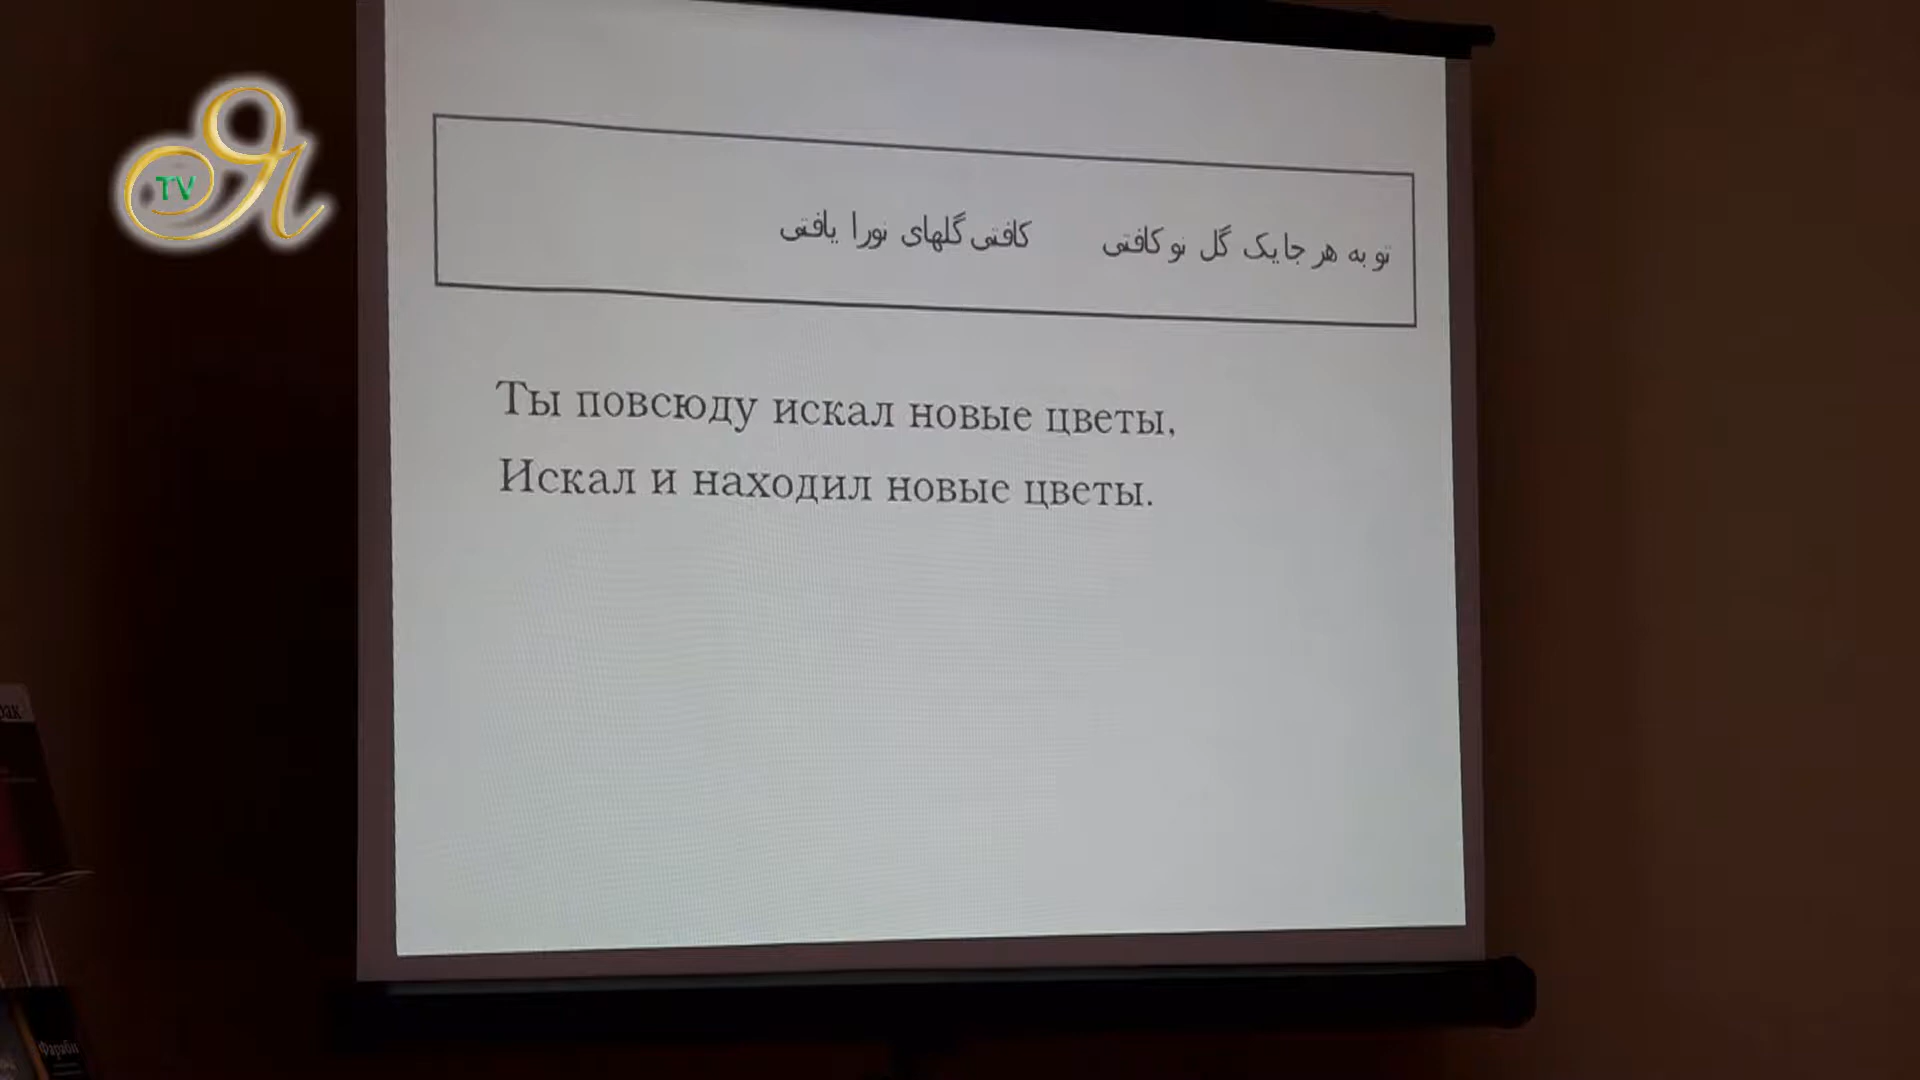 Я
TV
تو به هر جا یک گل نو کافتی کافتی گلهای نورا یافتی
Ты повсюду искал новые цветы,
Искал и находил новые цветы.
Фараби